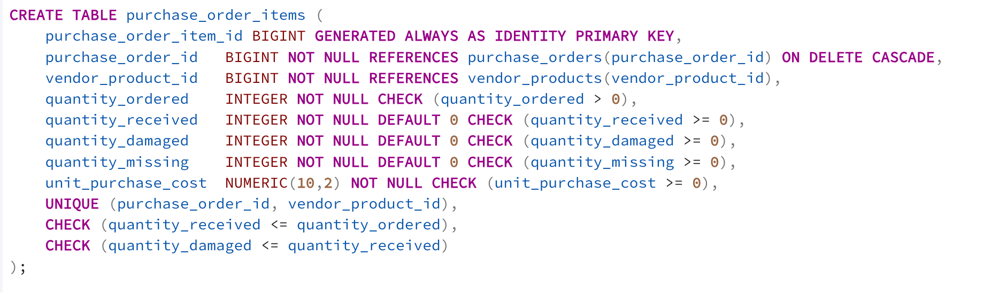 CREATE TABLE purchase_order_items (
    purchase_order_item_id BIGINT GENERATED ALWAYS AS IDENTITY PRIMARY KEY,
    purchase_order_id   BIGINT NOT NULL REFERENCES purchase_orders(purchase_order_id) ON DELETE CASCADE,
    vendor_product_id   BIGINT NOT NULL REFERENCES vendor_products(vendor_product_id),
    quantity_ordered    INTEGER NOT NULL CHECK (quantity_ordered > 0),
    quantity_received   INTEGER NOT NULL DEFAULT 0 CHECK (quantity_received >= 0),
    quantity_damaged    INTEGER NOT NULL DEFAULT 0 CHECK (quantity_damaged >= 0),
    quantity_missing    INTEGER NOT NULL DEFAULT 0 CHECK (quantity_missing >= 0),
    unit_purchase_cost  NUMERIC(10,2) NOT NULL CHECK (unit_purchase_cost >= 0),
    UNIQUE (purchase_order_id, vendor_product_id),
    CHECK (quantity_received <= quantity_ordered),
    CHECK (quantity_damaged <= quantity_received)
);